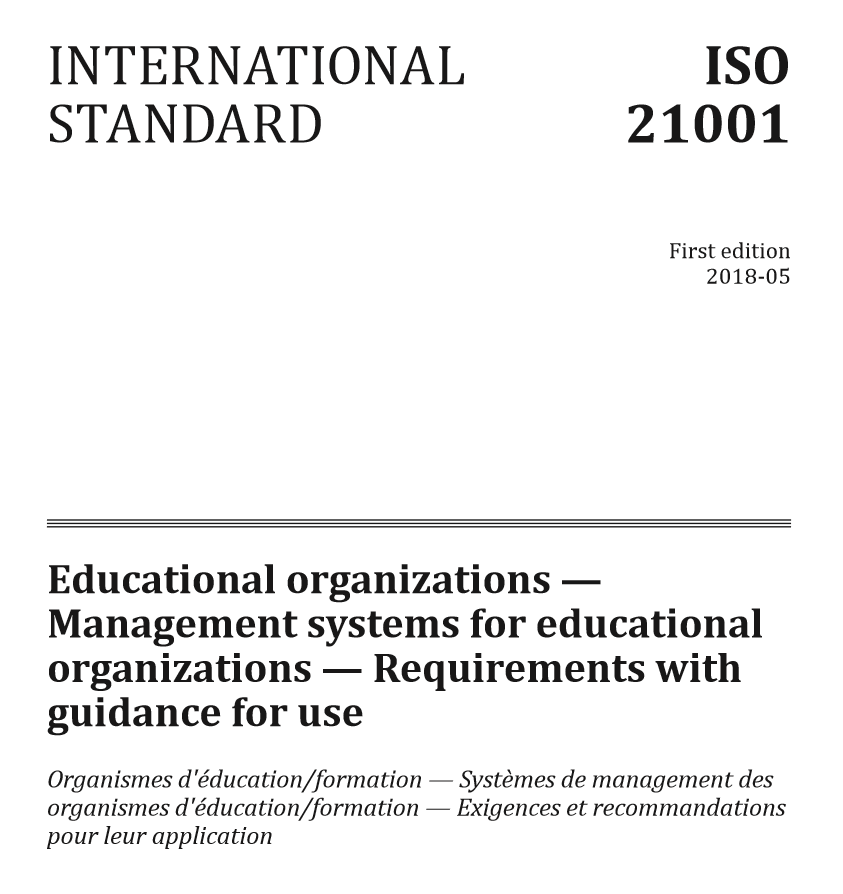 INTERNATIONAL
STANDARD
ISO
21001
First edition
2018-05
Educational organizations —
Management systems for educational
organizations — Requirements with
guidance for use
Organismes d'éducation/formation — Systèmes de management des
organismes d'éducation/formation — Exigences et recommandations
pour leur application